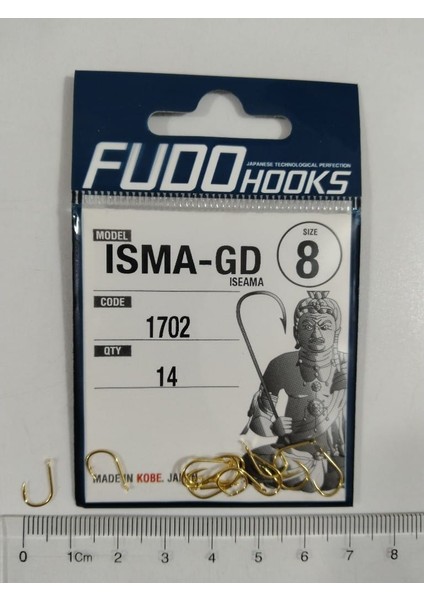 JAPANESE TECHNOLOGICAL PERFECTION
FUDO HOOKS
MODEL
ISMA-GD
ISEAMA
SIZE
8
CODE
1702
QTY
14
MADE IN KOBE. JAPAN
0 1Cm 2 3 4 5 6 7 8